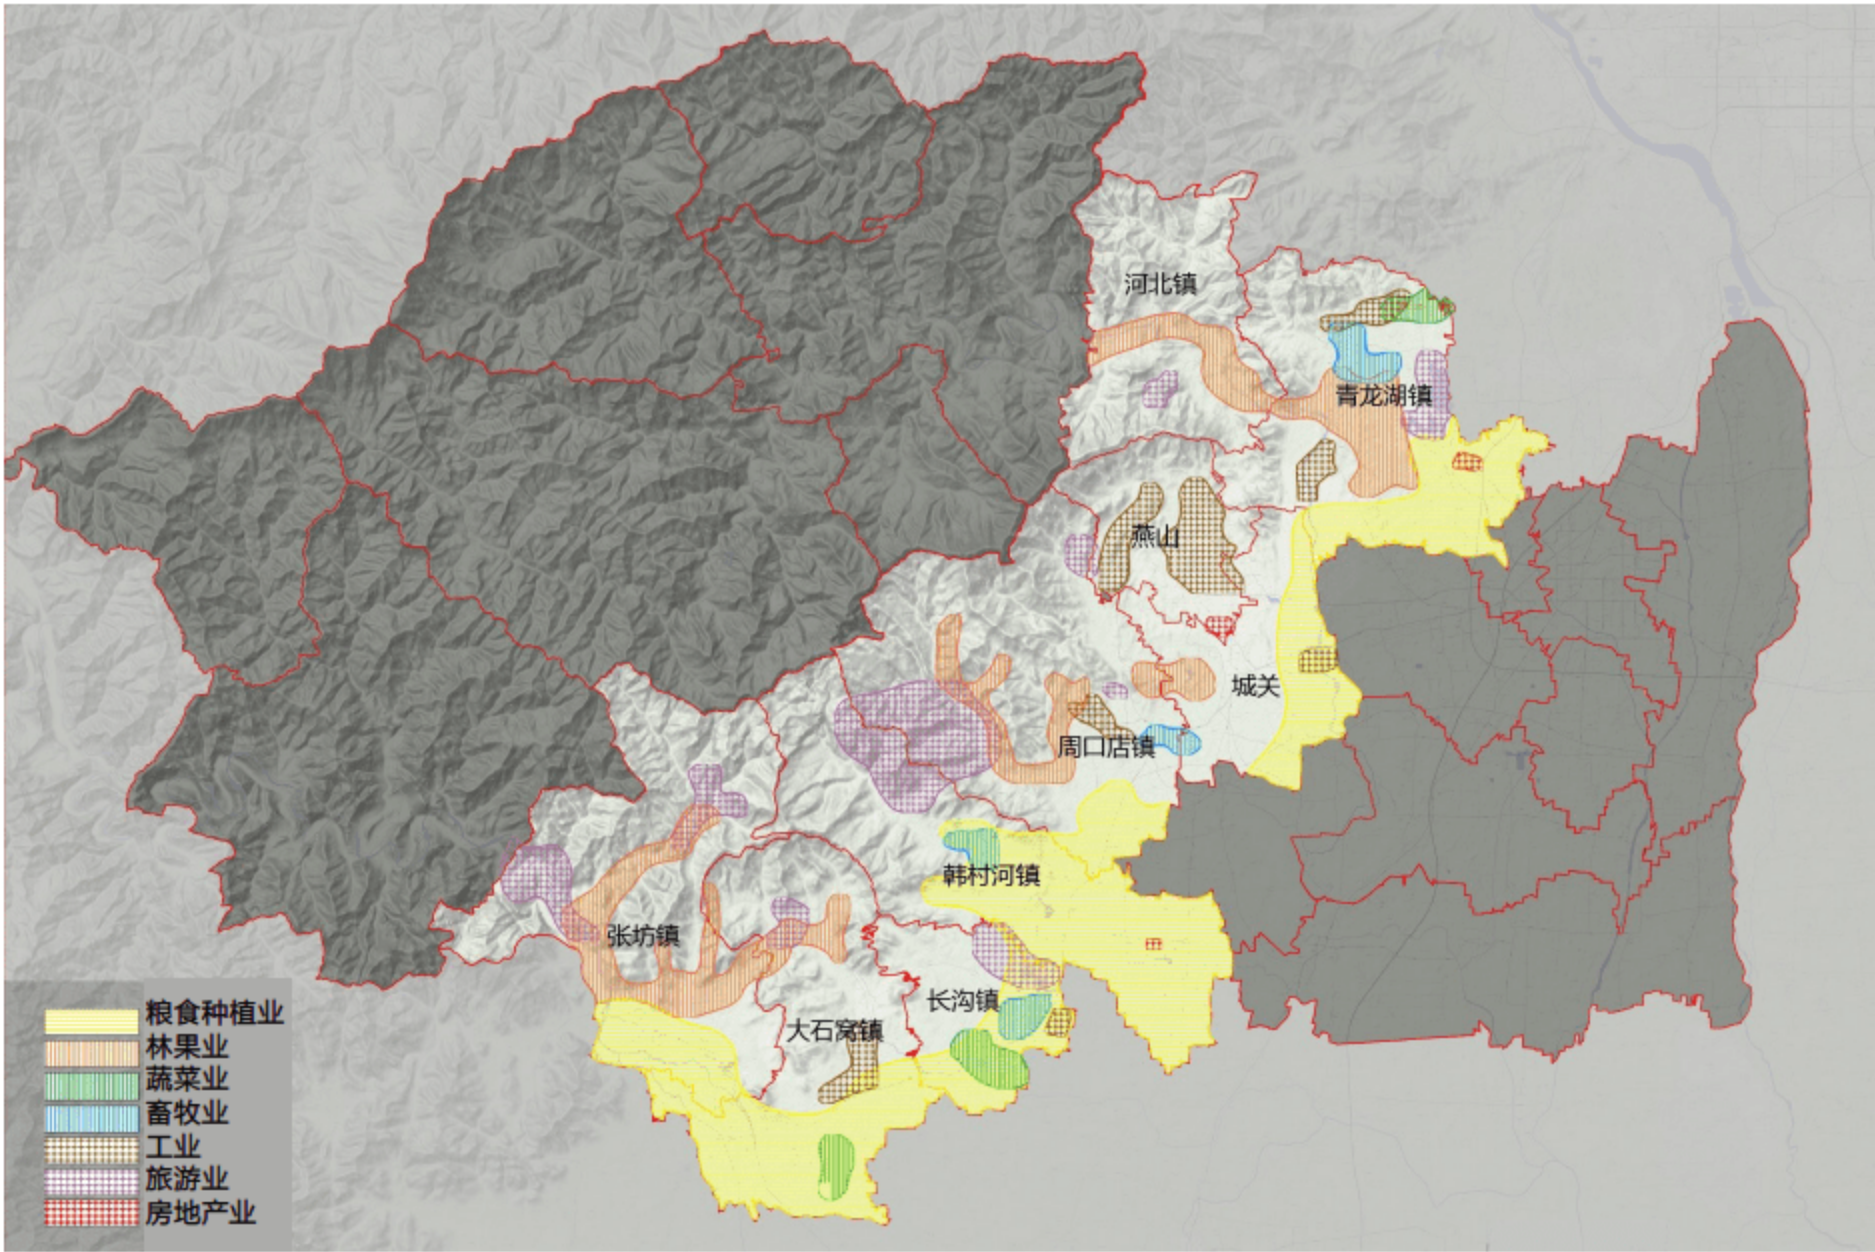 河北镇
青龙湖镇
燕山
城关
周口店镇
韩村河镇
张坊镇
长沟镇
大石窝镇
粮食种植业
林果业
蔬菜业
畜牧业
工业
旅游业
房地产业